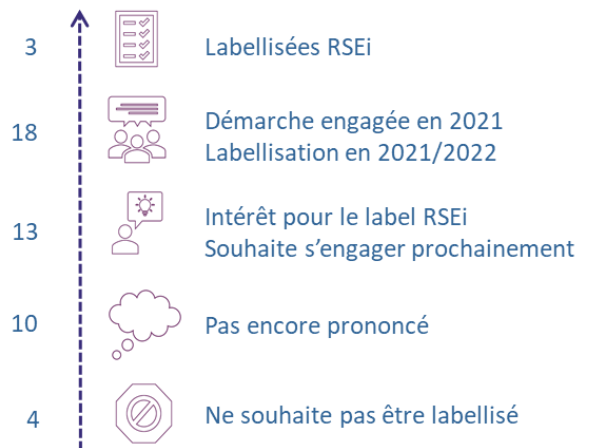 3
Labellisées RSEi
18
Démarche engagée en 2021
Labellisation en 2021/2022
13
Intérêt pour le label RSEi
Souhaite s’engager prochainement
10
Pas encore prononcé
4
Ne souhaite pas être labellisé